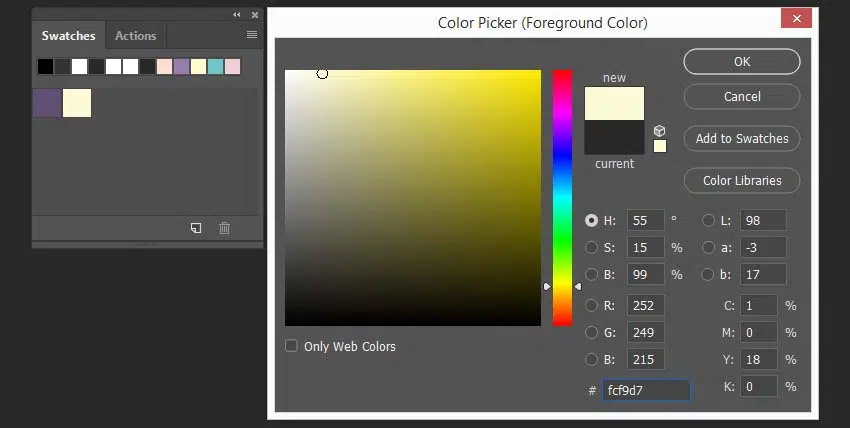 Color Picker (Foreground Color)
Swatches Actions
new
current
OK
Cancel
Add to Swatches
Color Libraries
H: 55 °
S: 15 %
B: 99 %
R: 252
G: 249
B: 215
# fcf9d7
L: 98
a: -3
b: 17
C: 1 %
M: 0 %
Y: 18 %
K: 0 %
Only Web Colors